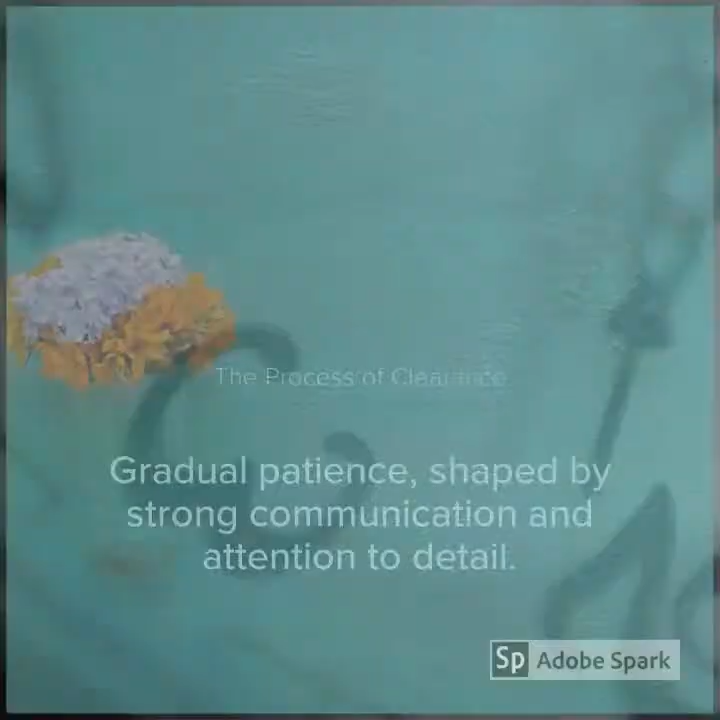 The Process of Clearance
Gradual patience, shaped by
strong communication and
attention to detail.
Sp Adobe Spark